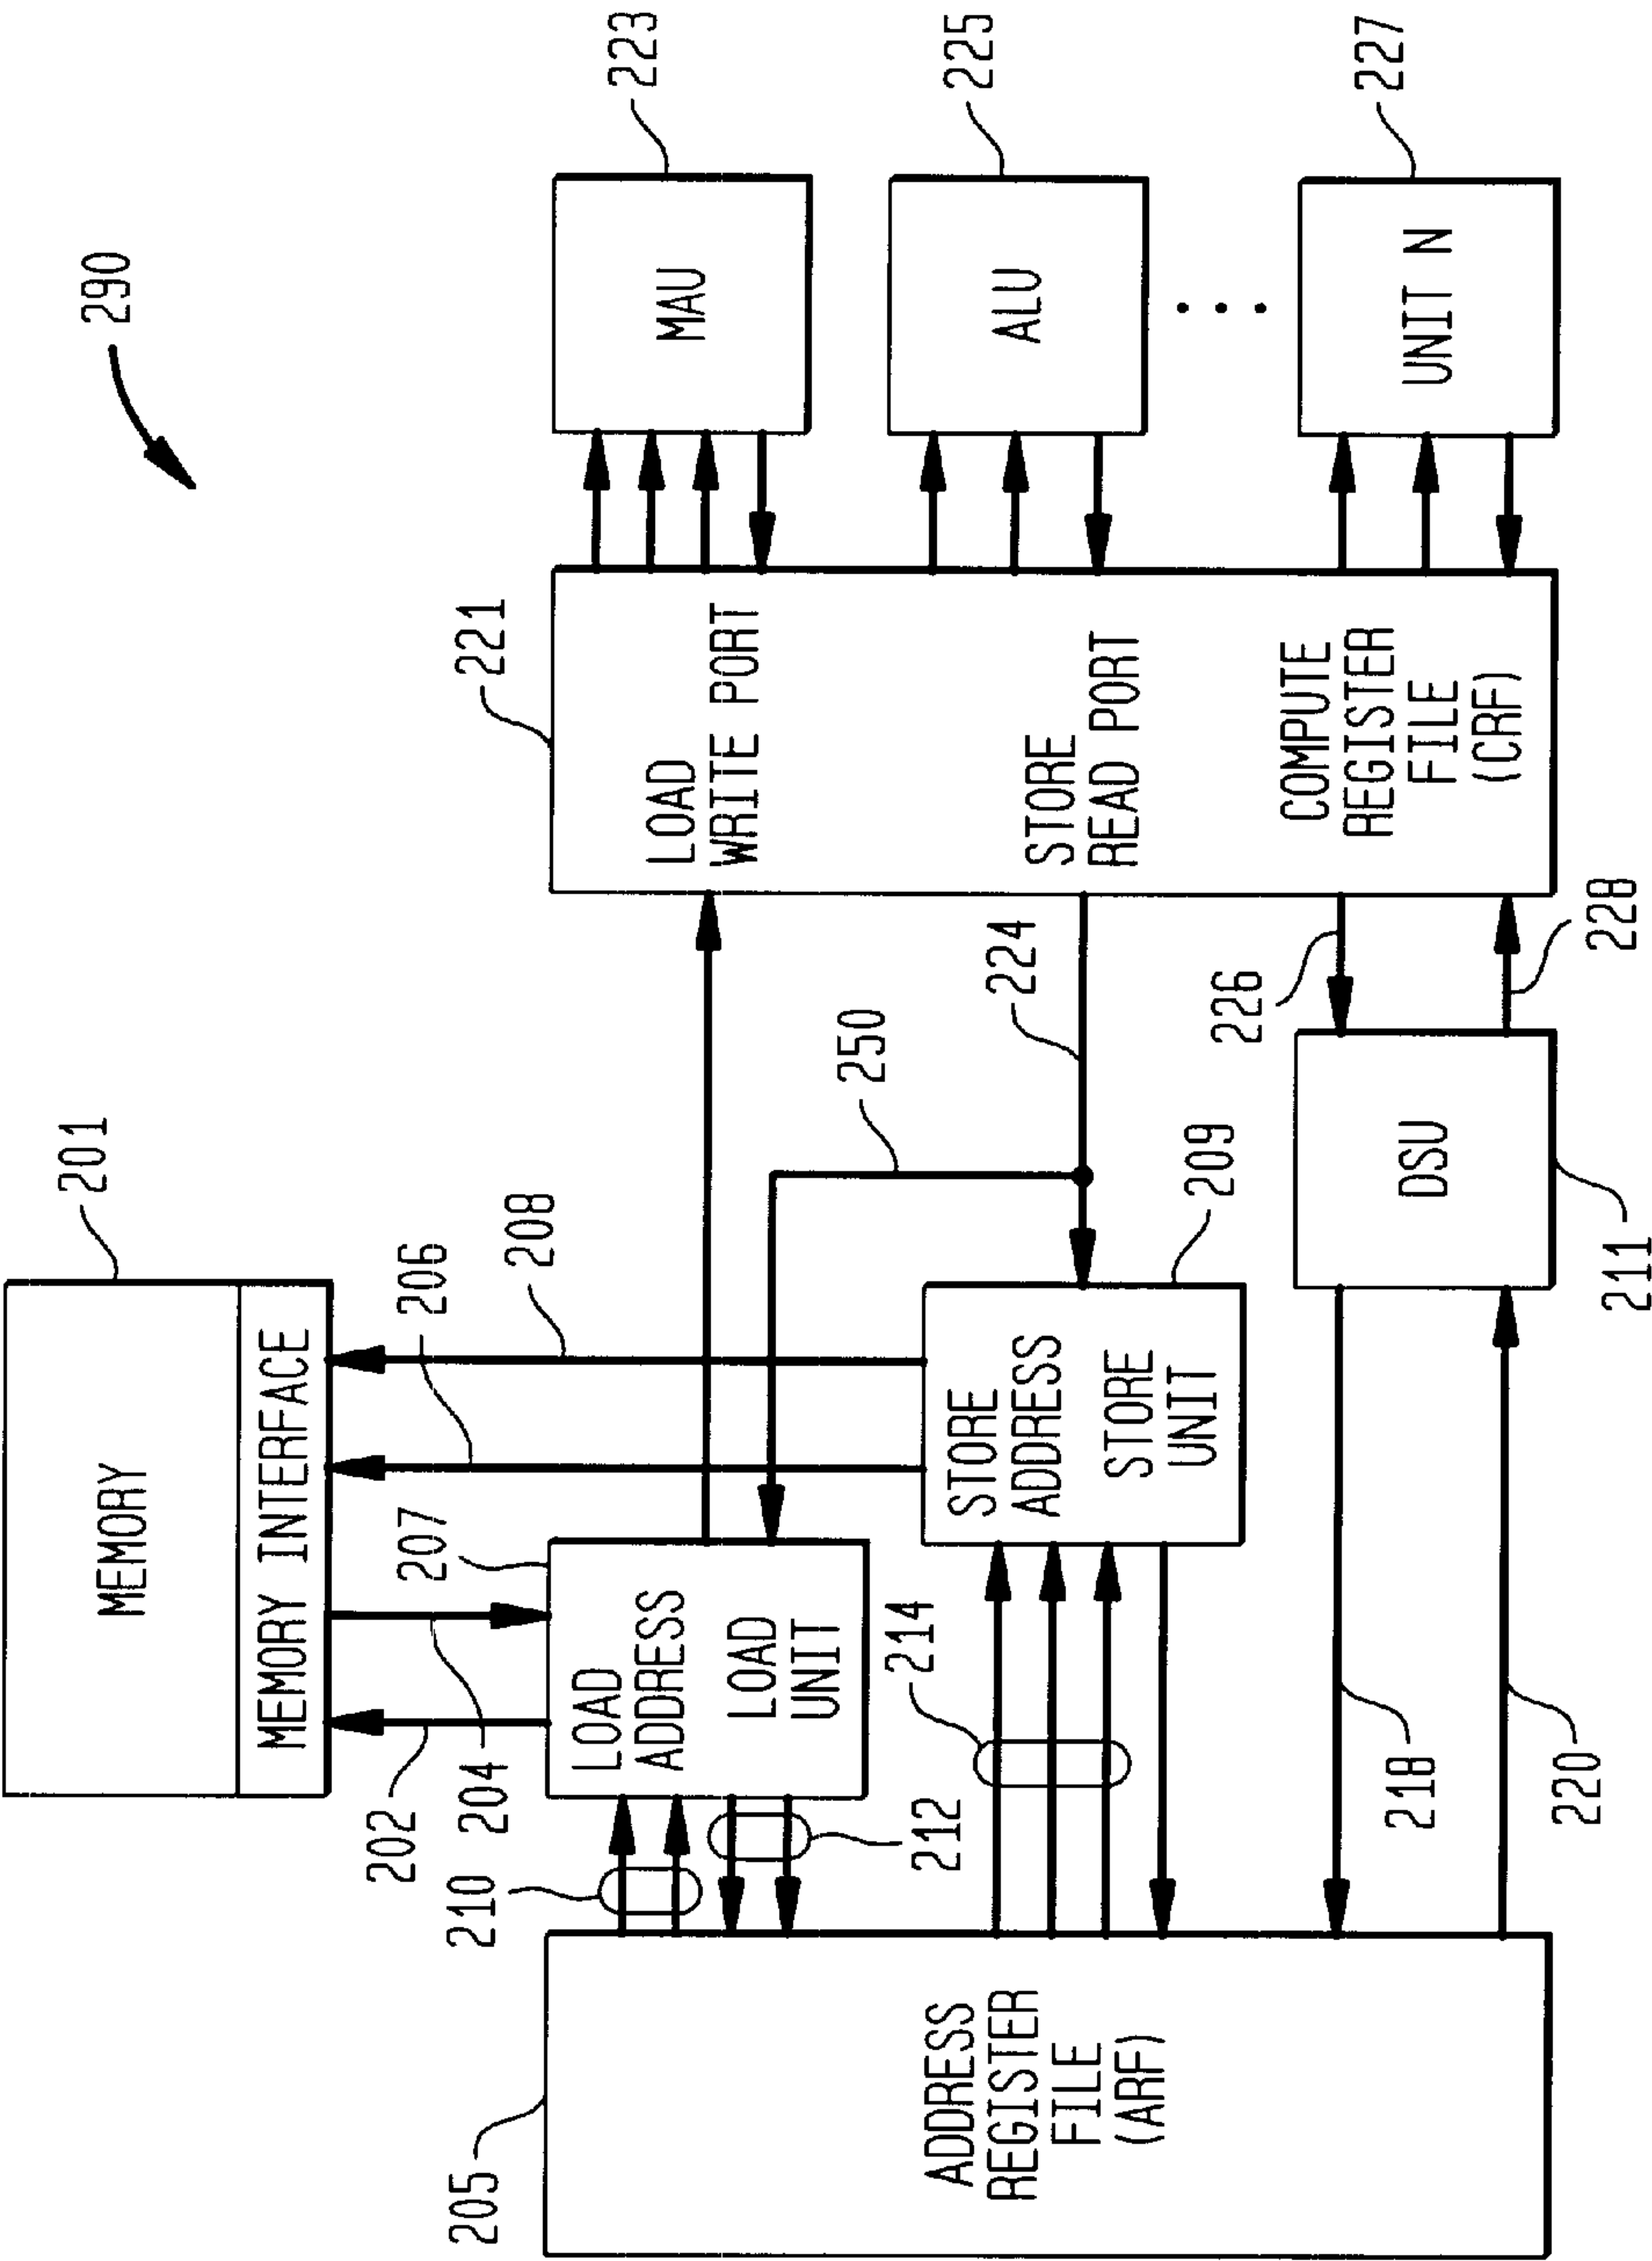 290
201
MEMORY
MEMORY INTERFACE
202
204
206
208
207
210
212
LOAD
ADDRESS
LOAD
UNIT
250
224
221
LOAD
WRITE PORT
STORE
READ PORT
COMPUTE
REGISTER
FILE
(CRF)
MAU
223
ALU
225
UNIT N
227
205
ADDRESS
REGISTER
FILE
(ARF)
214
STORE
ADDRESS
STORE
UNIT
209
226
228
DSU
211
218
220